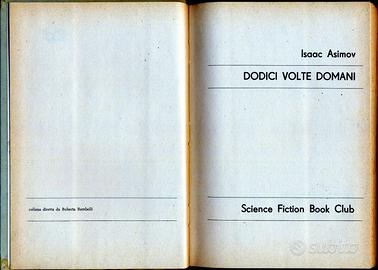 collana diretta da Roberta Rambelli
Isaac Asimov
DODICI VOLTE DOMANI
Science Fiction Book Club
subito